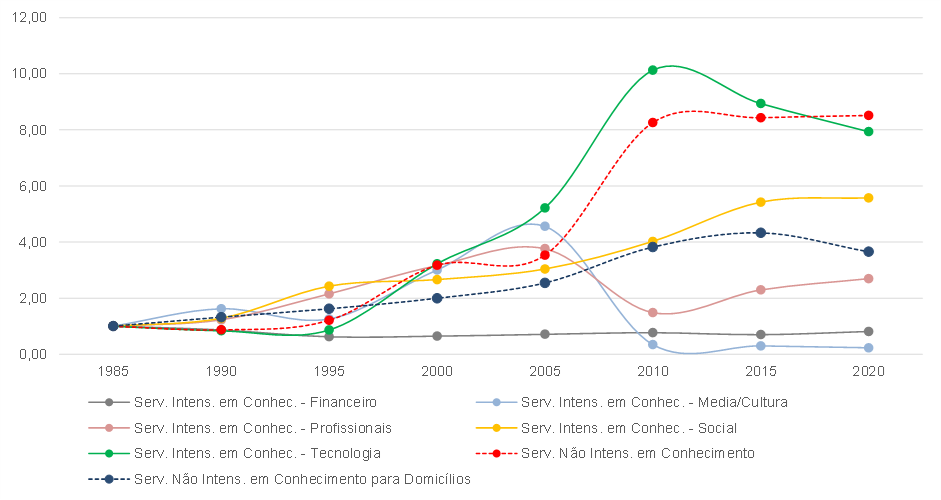 12,00
10,00
8,00
6,00
4,00
2,00
0,00
1985 1990 1995 2000 2005 2010 2015 2020
Serv. Intens. em Conhec. - Financeiro Serv. Intens. em Conhec. - Media/Cultura
Serv. Intens. em Conhec. - Profissionais Serv. Intens. em Conhec. - Social
Serv. Intens. em Conhec. - Tecnologia Serv. Não Intens. em Conhecimento
Serv. Não Intens. em Conhecimento para Domicílios